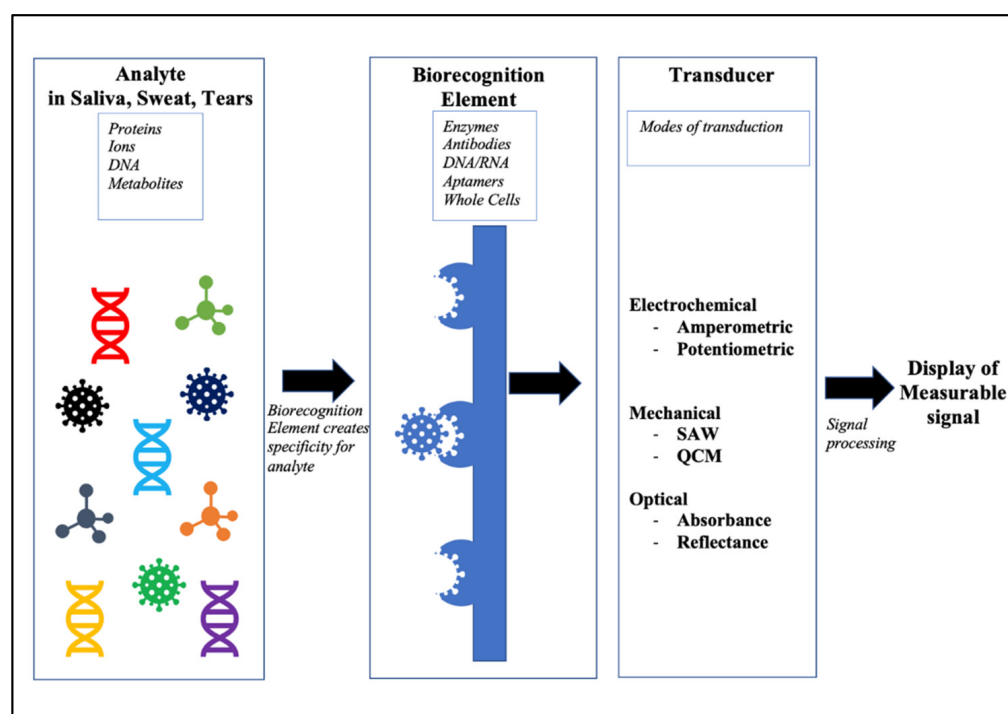 Analyte
in Saliva, Sweat, Tears
Proteins
Ions
DNA
Metabolites
Biorecognition
Element creates
specificity for
analyte
Biorecognition
Element
Enzymes
Antibodies
DNA/RNA
Aptamers
Whole Cells
Transducer
Modes of transduction
Electrochemical
- Amperometric
- Potentiometric
Mechanical
- SAW
- QCM
Optical
- Absorbance
- Reflectance
Signal
processing
Display of
Measurable
signal